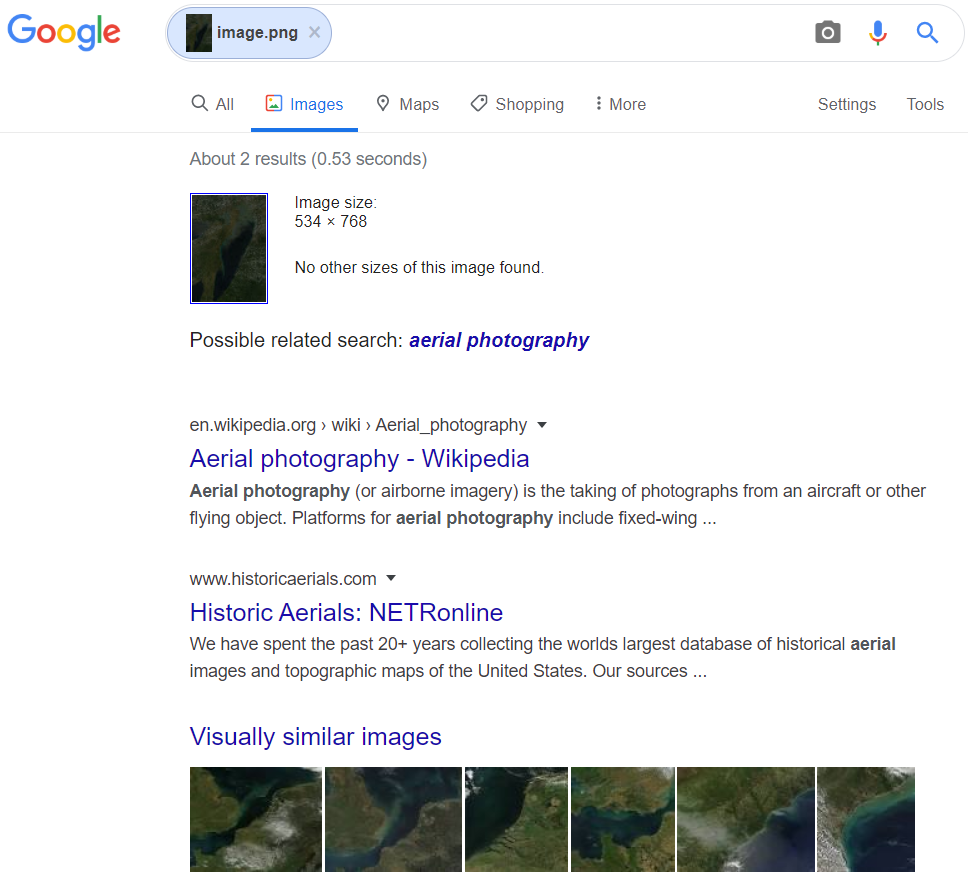 Google
image.png ×
All
Images
Maps
Shopping
More
Settings
Tools
About 2 results (0.53 seconds)
Image size:
534 × 768
No other sizes of this image found.
Possible related search: aerial photography
en.wikipedia.org › wiki › Aerial_photography
Aerial photography - Wikipedia
Aerial photography (or airborne imagery) is the taking of photographs from an aircraft or other
flying object. Platforms for aerial photography include fixed-wing ...
www.historicaerials.com
Historic Aerials: NETRonline
We have spent the past 20+ years collecting the worlds largest database of historical aerial
images and topographic maps of the United States. Our sources ...
Visually similar images